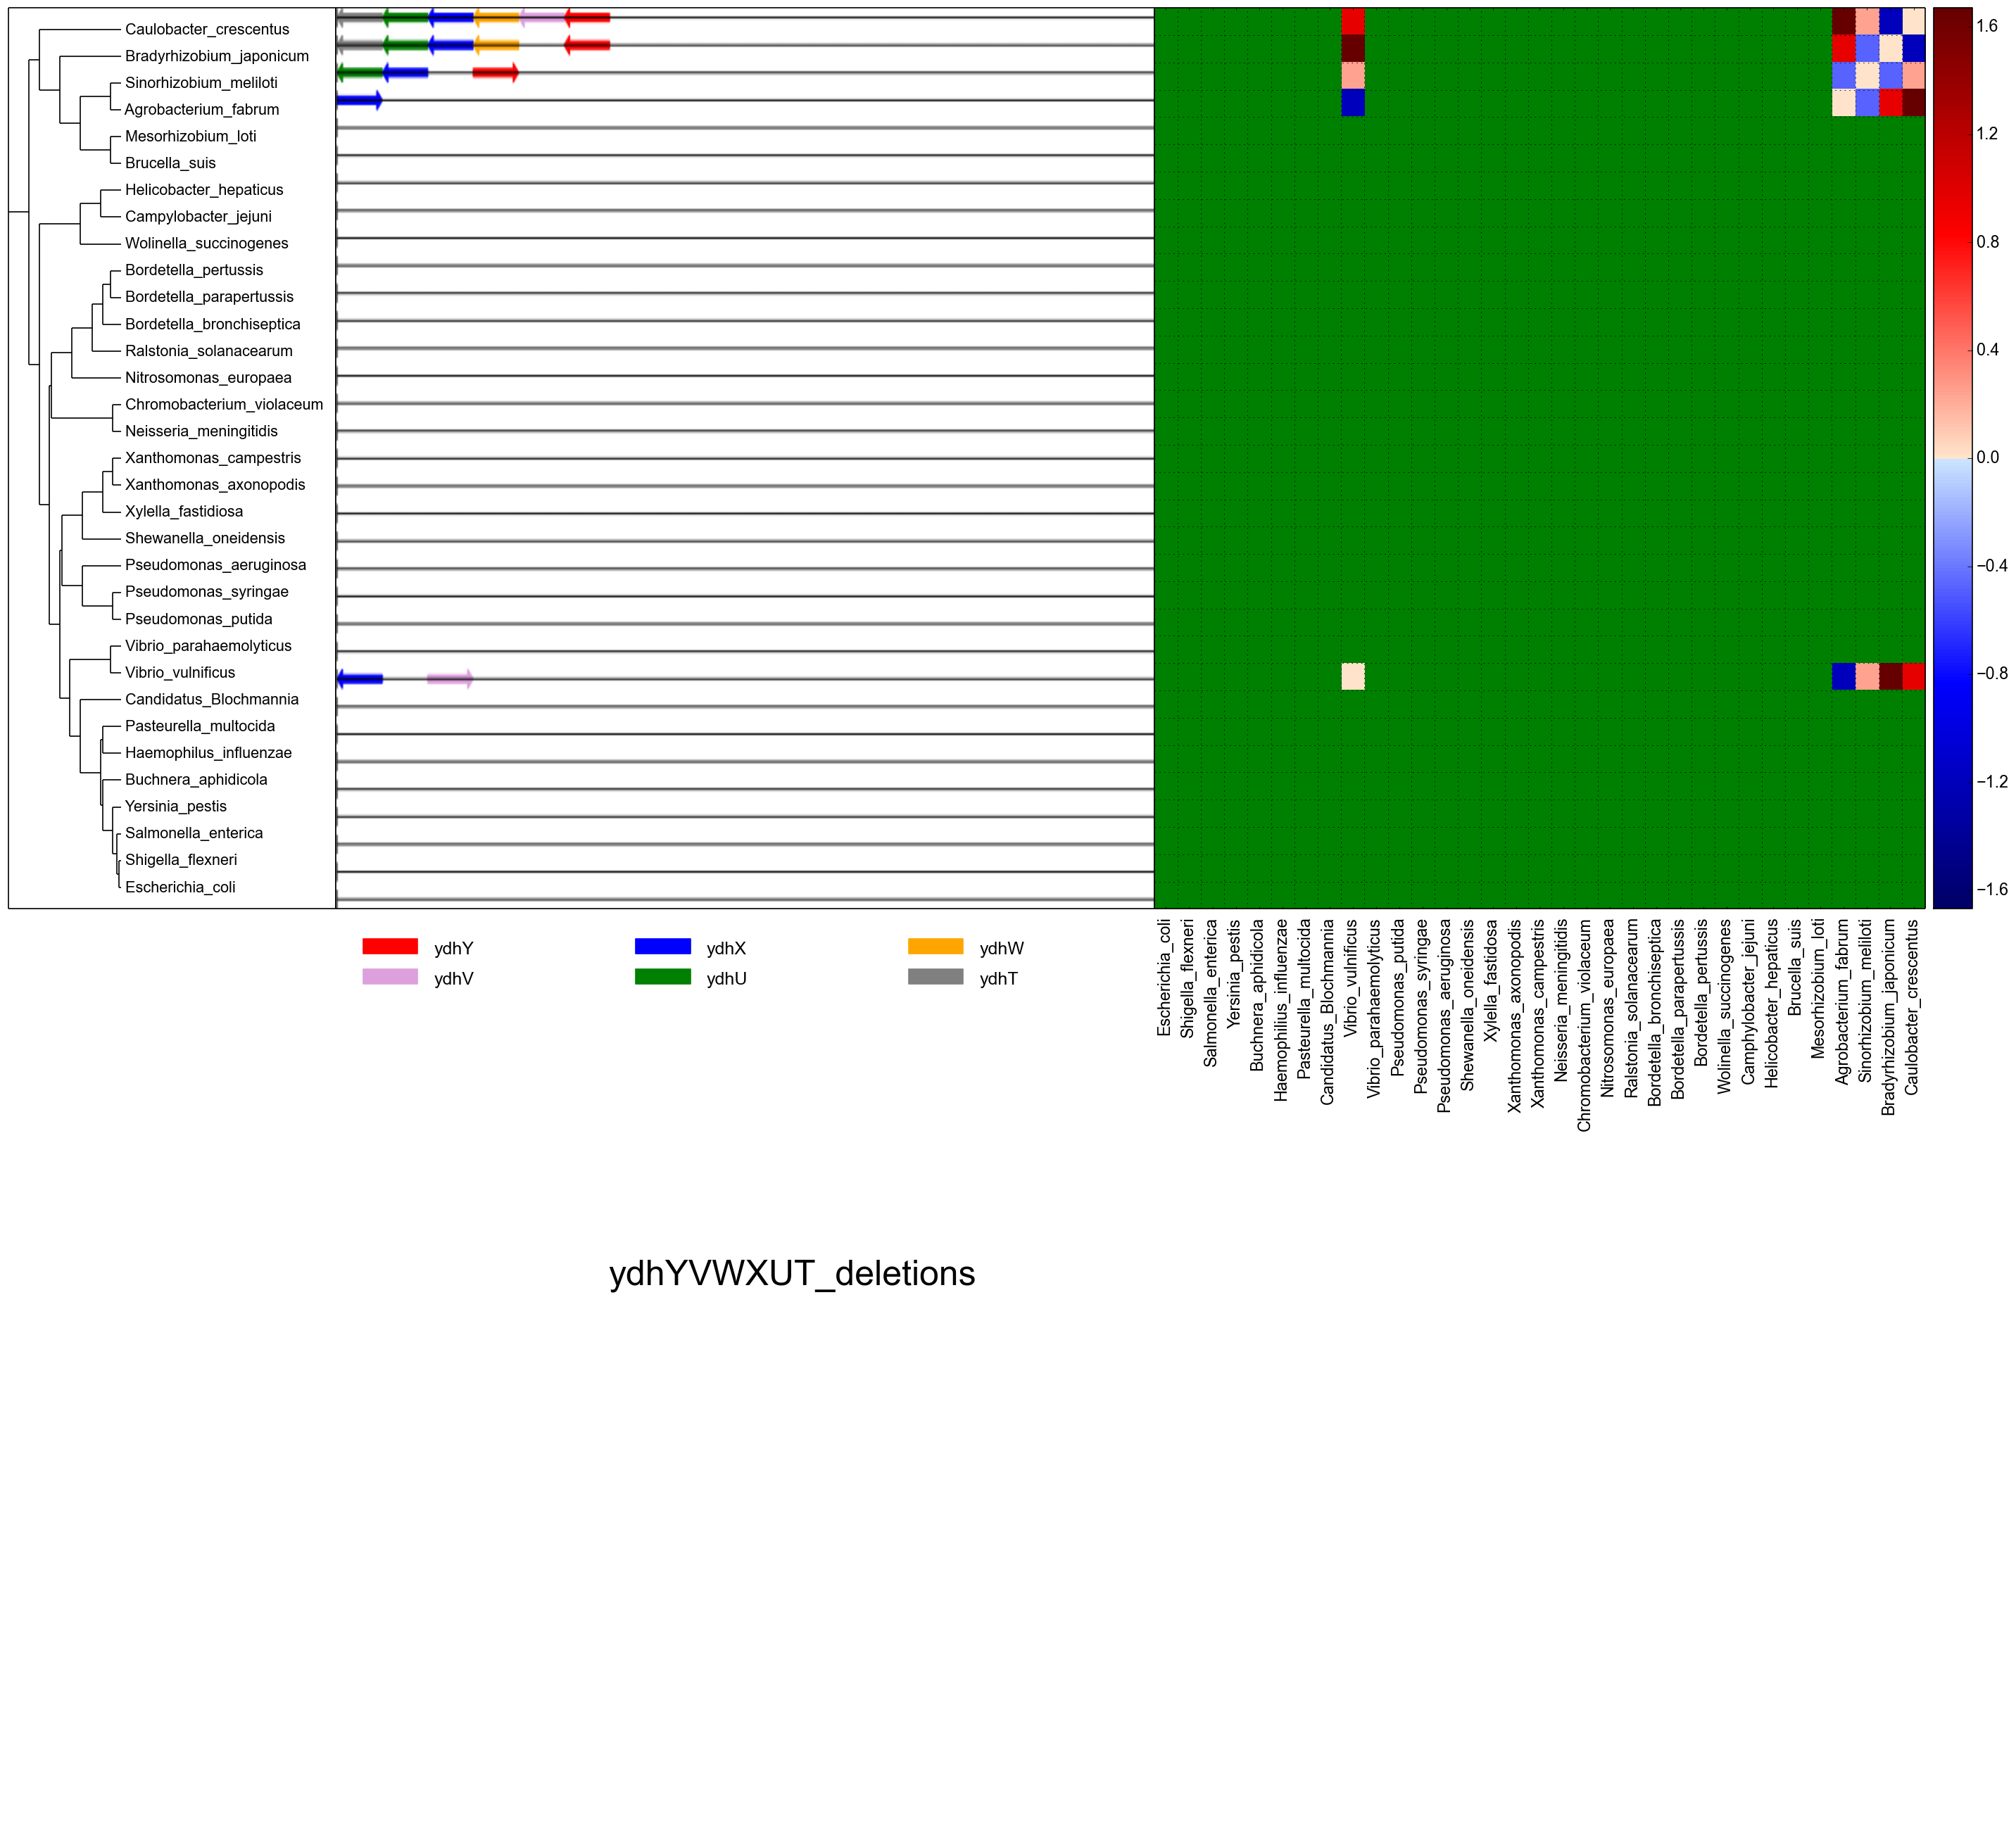 Caulobacter_crescentus
Bradyrhizobium_japonicum
Sinorhizobium_meliloti
Agrobacterium_fabrum
Mesorhizobium_loti
Brucella_suis
Helicobacter_hepaticus
Campylobacter_jejuni
Wolinella_succinogenes
Bordetella_pertussis
Bordetella_parapertussis
Bordetella_bronchiseptica
Ralstonia_solanacearum
Nitrosomonas_europaea
Chromobacterium_violaceum
Neisseria_meningitidis
Xanthomonas_campestris
Xanthomonas_axonopodis
Xylella_fastidiosa
Shewanella_oneidensis
Pseudomonas_aeruginosa
Pseudomonas_syringae
Pseudomonas_putida
Vibrio_parahaemolyticus
Vibrio_vulnificus
Candidatus_Blochmannia
Pasteurella_multocida
Haemophilus_influenzae
Buchnera_aphidicola
Yersinia_pestis
Salmonella_enterica
Shigella_flexneri
Escherichia_coli
1.6
1.2
0.8
0.4
0.0
−0.4
−0.8
−1.2
−1.6
ydhY ydhX ydhW
ydhV ydhU ydhT
Escherichia_coli
Shigella_flexneri
Salmonella_enterica
Yersinia_pestis
Buchnera_aphidicola
Haemophilus_influenzae
Pasteurella_multocida
Candidatus_Blochmannia
Vibrio_vulnificus
Vibrio_parahaemolyticus
Pseudomonas_putida
Pseudomonas_syringae
Pseudomonas_aeruginosa
Shewanella_oneidensis
Xylella_fastidiosa
Xanthomonas_axonopodis
Xanthomonas_campestris
Neisseria_meningitidis
Chromobacterium_violaceum
Nitrosomonas_europaea
Ralstonia_solanacearum
Bordetella_bronchiseptica
Bordetella_parapertussis
Bordetella_pertussis
Wolinella_succinogenes
Camphylobacter_jejuni
Helicobacter_hepaticus
Brucella_suis
Mesorhizobium_loti
Agrobacterium_fabrum
Sinorhizobium_meliloti
Bradyrhizobium_japonicum
Caulobacter_crescentus
ydhYVWXUT_deletions